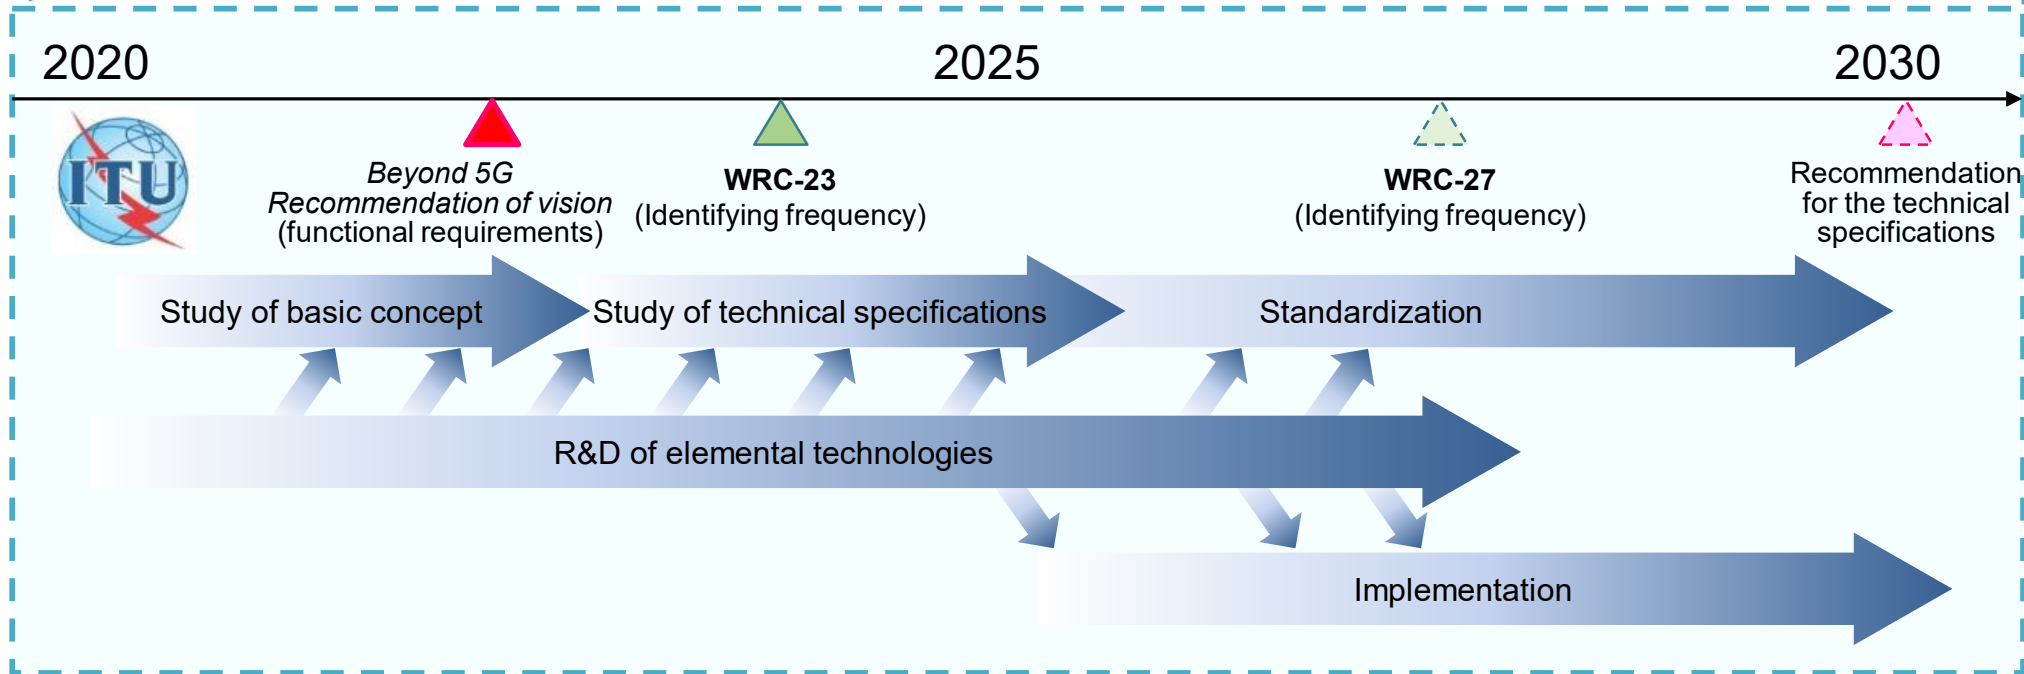 2020
2025
2030
ITU
Beyond 5G
Recommendation of vision
(functional requirements)
WRC-23
(Identifying frequency)
WRC-27
(Identifying frequency)
Recommendation
for the technical
specifications
Study of basic concept
Study of technical specifications
Standardization
R&D of elemental technologies
Implementation